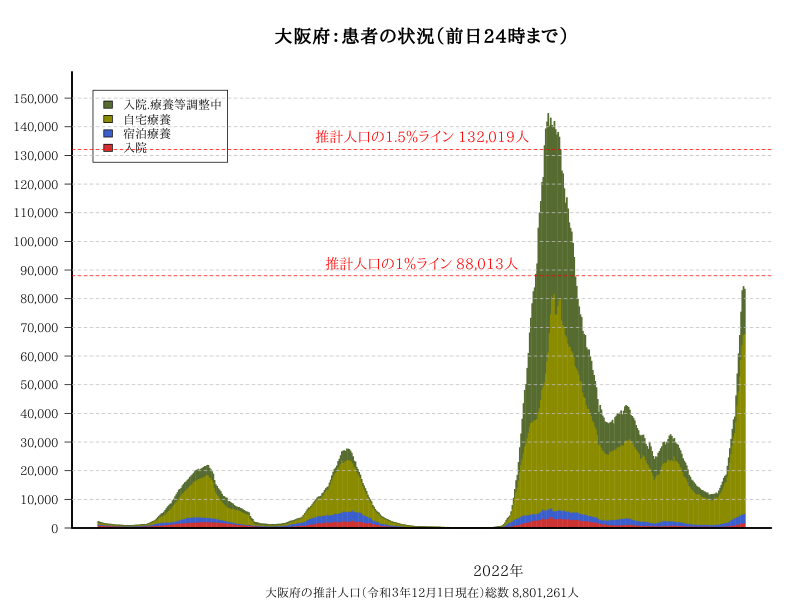 大阪府：患者の状況（前日24時まで）
150,000
140,000
130,000
120,000
110,000
100,000
90,000
80,000
70,000
60,000
50,000
40,000
30,000
20,000
10,000
0
入院.療養等調整中
自宅療養
宿泊療養
入院
推計人口の1.5%ライン 132,019人
推計人口の1%ライン 88,013人
2022年
大阪府の推計人口（令和3年12月1日現在）総数 8,801,261人